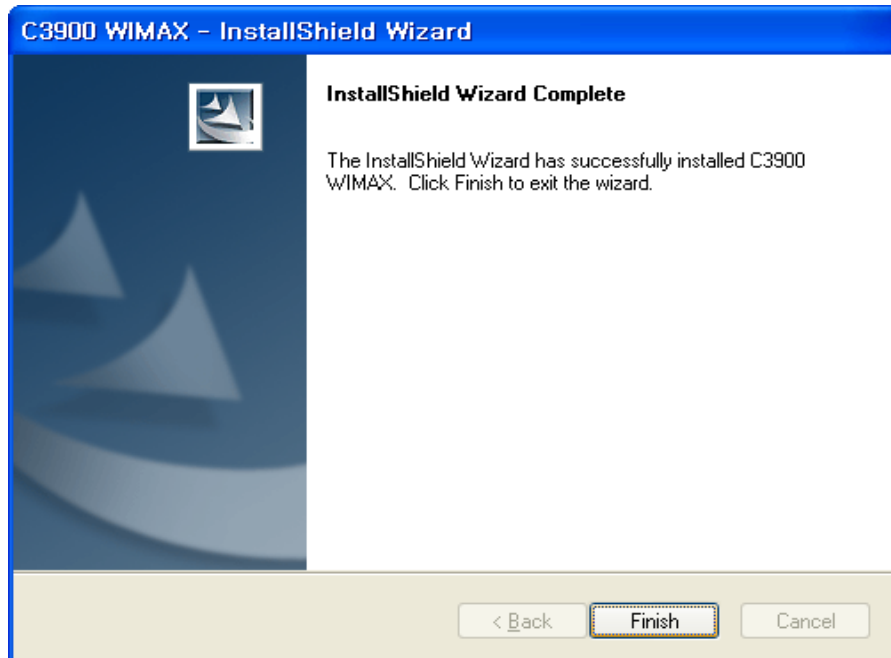 C3900 WIMAX - InstallShield Wizard
InstallShield Wizard Complete
The InstallShield Wizard has successfully installed C3900
WIMAX. Click Finish to exit the wizard.
< Back
Finish
Cancel